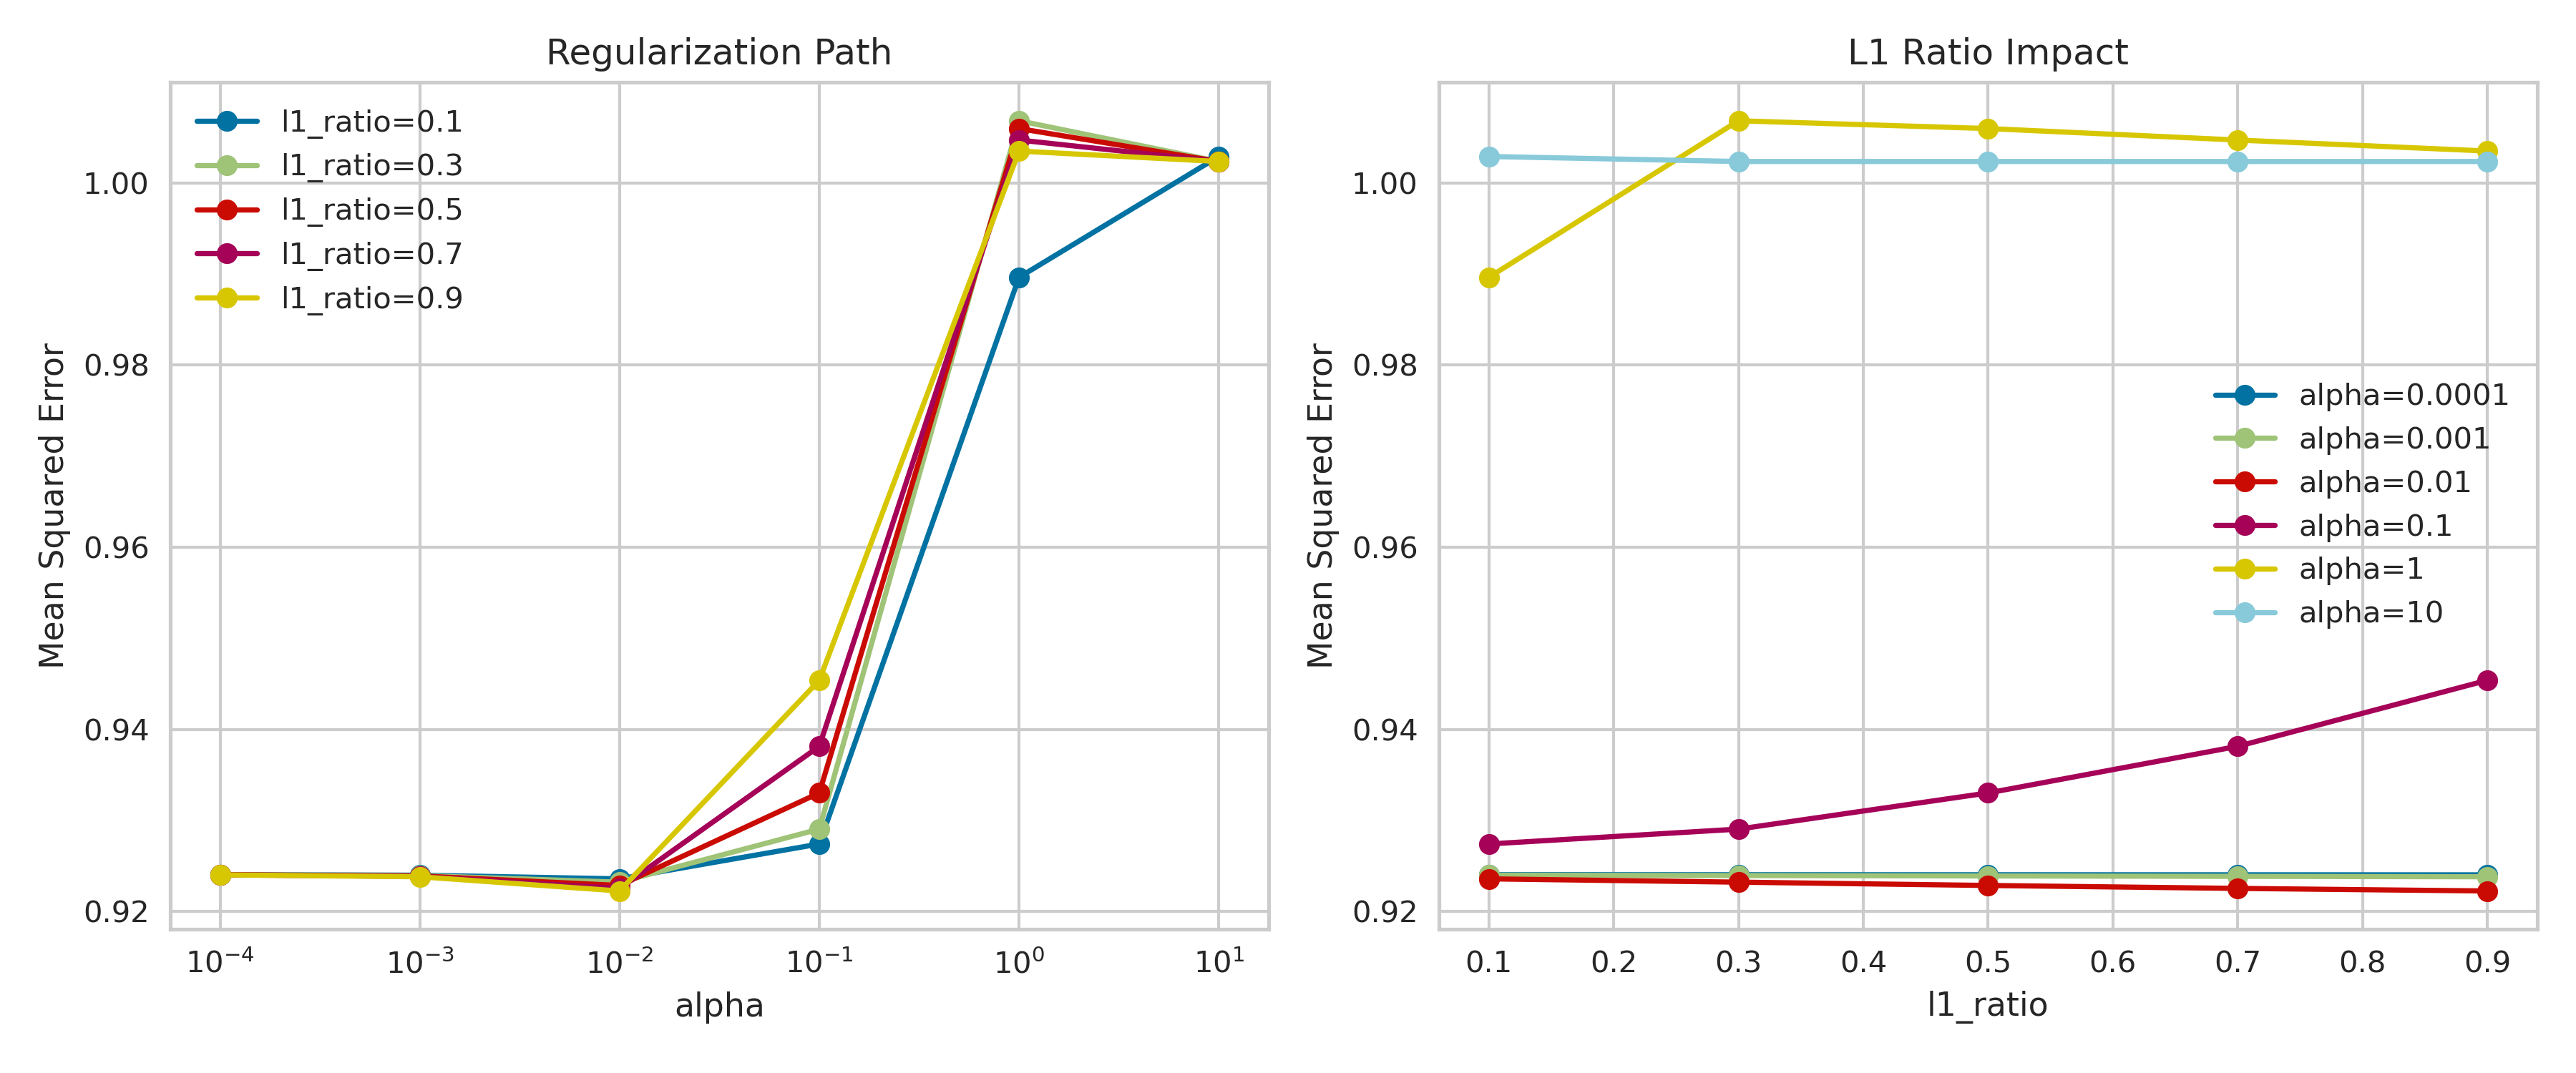 Regularization Path
Mean Squared Error
1.00
0.98
0.96
0.94
0.92
l1_ratio=0.1
l1_ratio=0.3
l1_ratio=0.5
l1_ratio=0.7
l1_ratio=0.9
10⁻⁴ 10⁻³ 10⁻² 10⁻¹ 10⁰ 10¹
alpha
L1 Ratio Impact
Mean Squared Error
1.00
0.98
0.96
0.94
0.92
alpha=0.0001
alpha=0.001
alpha=0.01
alpha=0.1
alpha=1
alpha=10
0.1 0.2 0.3 0.4 0.5 0.6 0.7 0.8 0.9
l1_ratio